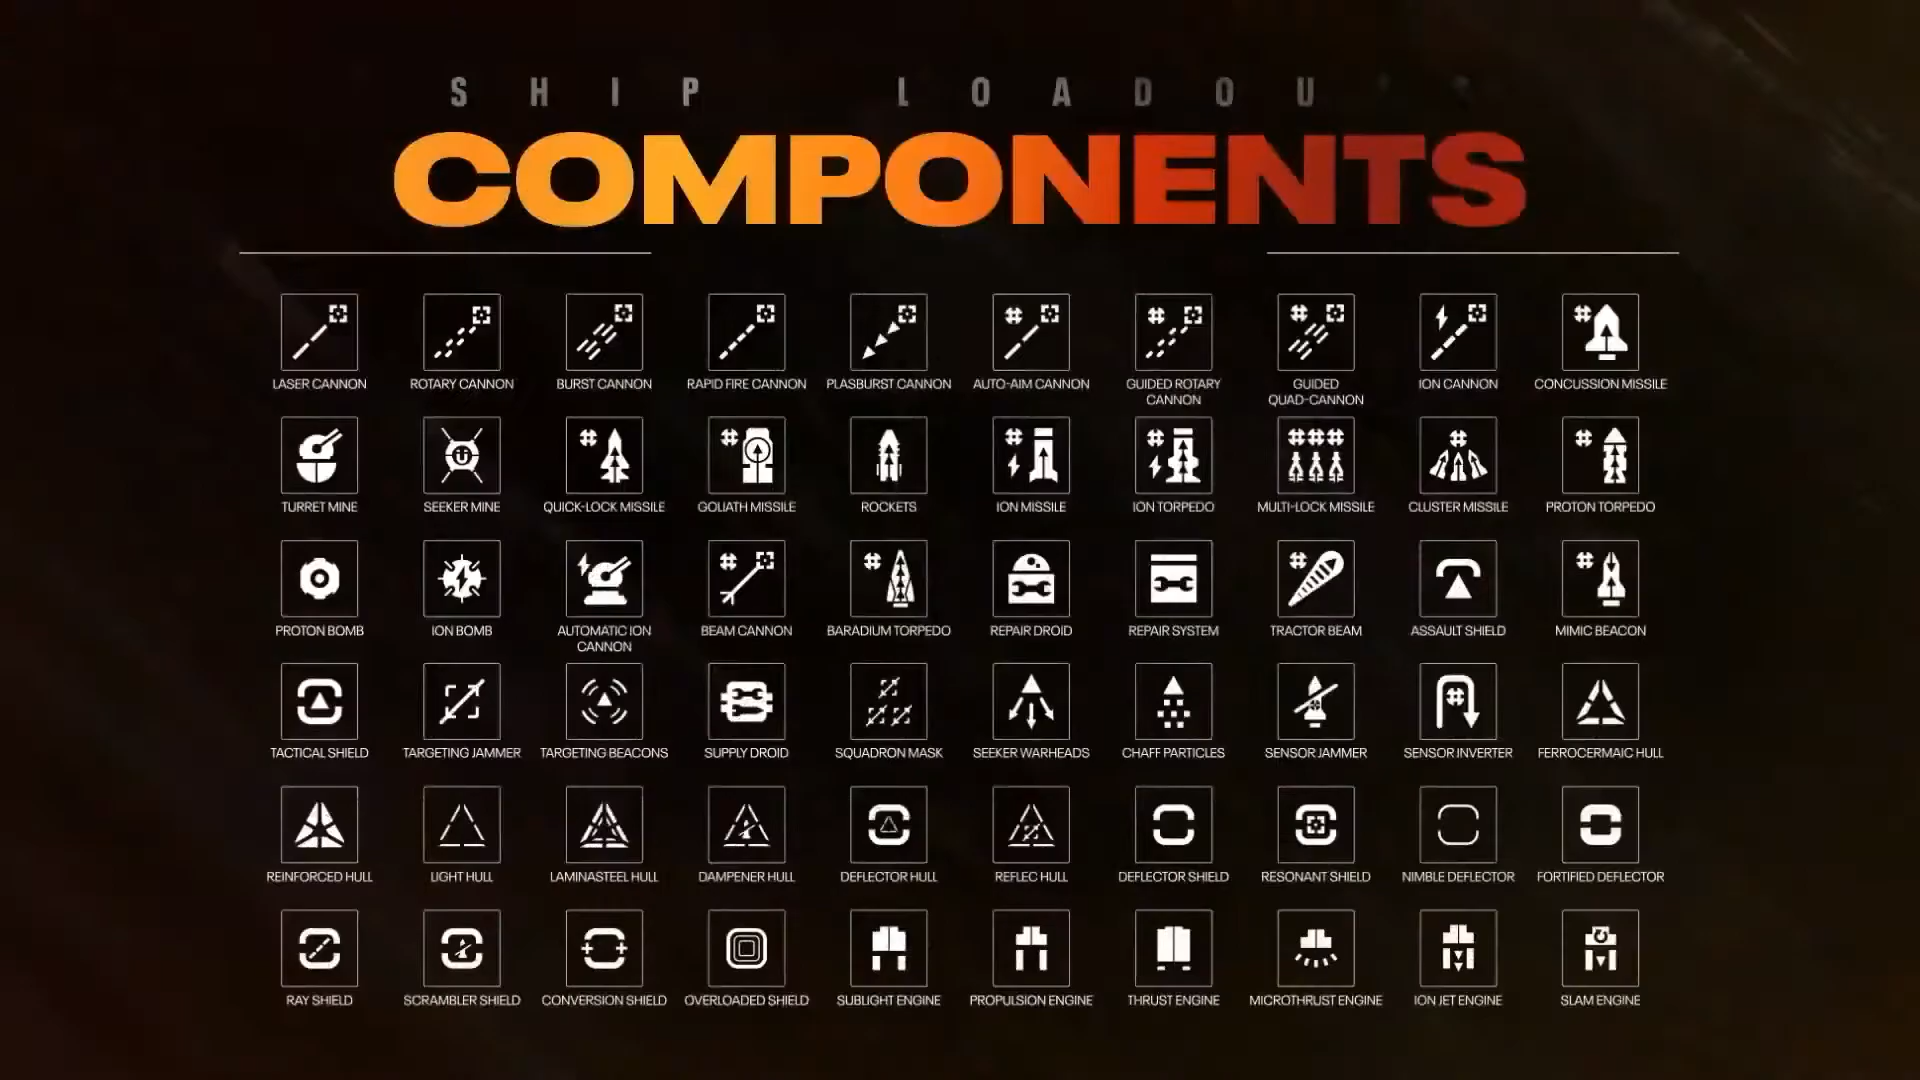 SHIP LOADOU
COMPONENTS
LASER CANNON
ROTARY CANNON
BURST CANNON
RAPID FIRE CANNON
PLASBURST CANNON
AUTO-AIM CANNON
GUIDED ROTARY
CANNON
GUIDED
QUAD-CANNON
ION CANNON
CONCUSSION MISSILE
TURRET MINE
SEEKER MINE
QUICK-LOCK MISSILE
GOLIATH MISSILE
ROCKETS
ION MISSILE
ION TORPEDO
MULTI-LOCK MISSILE
CLUSTER MISSILE
PROTON TORPEDO
PROTON BOMB
ION BOMB
AUTOMATIC ION
CANNON
BEAM CANNON
BARADIUM TORPEDO
REPAIR DROID
REPAIR SYSTEM
TRACTOR BEAM
ASSAULT SHIELD
MIMIC BEACON
TACTICAL SHIELD
TARGETING JAMMER
TARGETING BEACONS
SUPPLY DROID
SQUADRON MASK
SEEKER WARHEADS
CHAFF PARTICLES
SENSOR JAMMER
SENSOR INVERTER
FERROCERMAIC HULL
REINFORCED HULL
LIGHT HULL
LAMINASTEEL HULL
DAMPENER HULL
DEFLECTOR HULL
REFLEC HULL
DEFLECTOR SHIELD
RESONANT SHIELD
NIMBLE DEFLECTOR
FORTIFIED DEFLECTOR
RAY SHIELD
SCRAMBLER SHIELD
CONVERSION SHIELD
OVERLOADED SHIELD
SUBLIGHT ENGINE
PROPULSION ENGINE
THRUST ENGINE
MICROTHRUST ENGINE
ION JET ENGINE
SLAM ENGINE